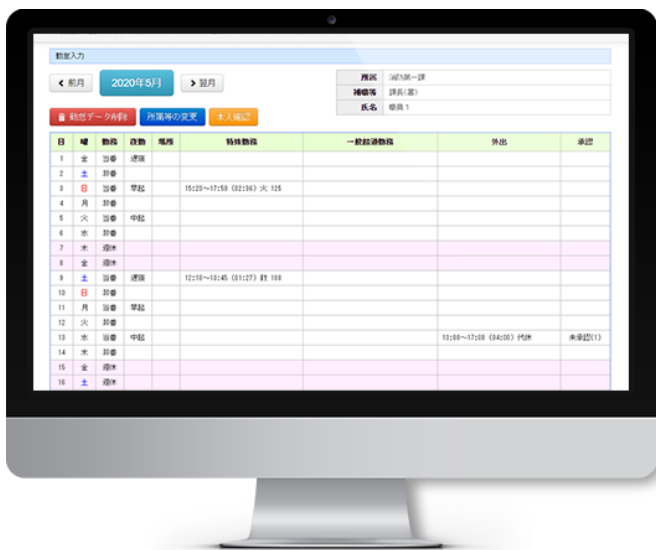 勤怠入力
前月 2020年5月 翌月
所属 消防第一課
補職等 課長(署)
氏名 職員1
勤怠データ削除 所属等の変更 本人確認
日 曜 勤務 夜勤 場所 特殊勤務 一般超過勤務 外出 承認
1 金 当番 遅寝
2 土 非番
3 日 当番 早起 15:23～17:59 (02:36) 火 125
4 月 非番
5 火 当番 中起
6 水 非番
7 木 週休
8 金 週休
9 土 当番 遅寝 12:18～13:45 (01:27) 救 108
10 日 非番
11 月 当番 早起
12 火 非番
13 水 当番 中起 13:00～17:00 (04:00) 代休 未承認(1)
14 木 非番
15 金 週休
16 土 週休